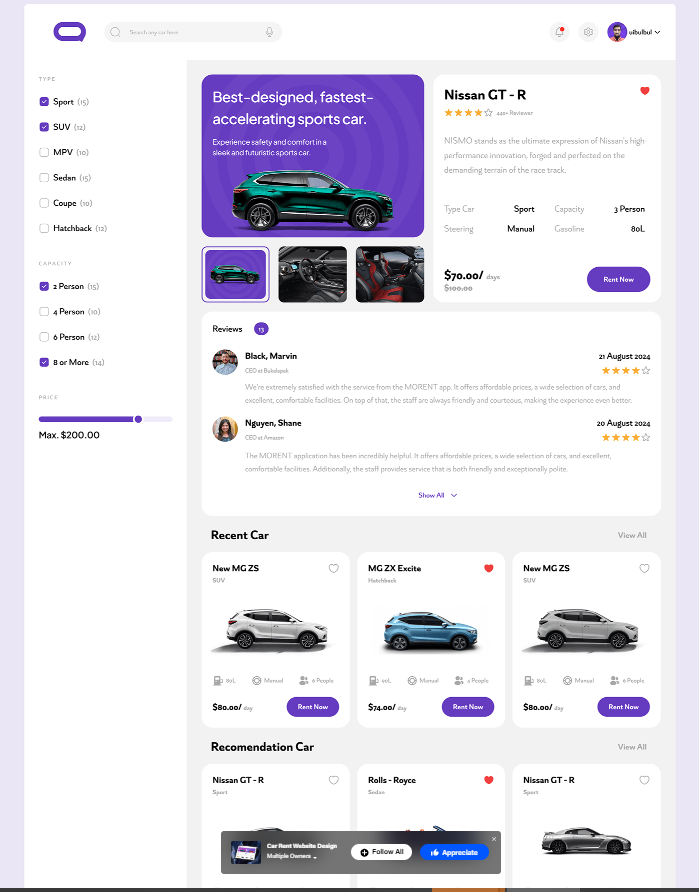 Search any car here
uibulbul
TYPE
Sport (15)
SUV (12)
MPV (10)
Sedan (15)
Coupe (10)
Hatchback (12)
CAPACITY
2 Person (15)
4 Person (10)
6 Person (12)
8 or More (14)
PRICE
Max. $200.00
Best-designed, fastest-
accelerating sports car.
Experience safety and comfort in a
sleek and futuristic sports car.
Nissan GT - R
440+ Reviewer
NISMO stands as the ultimate expression of Nissan's high
performance innovation, forged and perfected on the
demanding terrain of the race track.
Type Car Sport Capacity 3 Person
Steering Manual Gasoline 80L
$70.00/ days
$100.00
Rent Now
Reviews 13
Black, Marvin 21 August 2024
CEO at Bukalapak
We're extremely satisfied with the service from the MORENT app. It offers affordable prices, a wide selection of cars, and
excellent, comfortable facilities. On top of that, the staff are always friendly and courteous, making the experience even better.
Nguyen, Shane 20 August 2024
CEO at Amazon
The MORENT application has been incredibly helpful. It offers affordable prices, a wide selection of cars, and excellent,
comfortable facilities. Additionally, the staff provides service that is both friendly and exceptionally polite.
Show All
Recent Car View All
New MG ZS MG ZX Excite New MG ZS
SUV Hatchback SUV
80L Manual 6 People 90L Manual 4 People 80L Manual 6 People
$80.00/ day Rent Now $74.00/ day Rent Now $80.00/ day Rent Now
Recomendation Car View All
Nissan GT - R Rolls - Royce Nissan GT - R
Sport Sedan Sport
Car Rent Website Design
Multiple Owners
Follow All
Appreciate